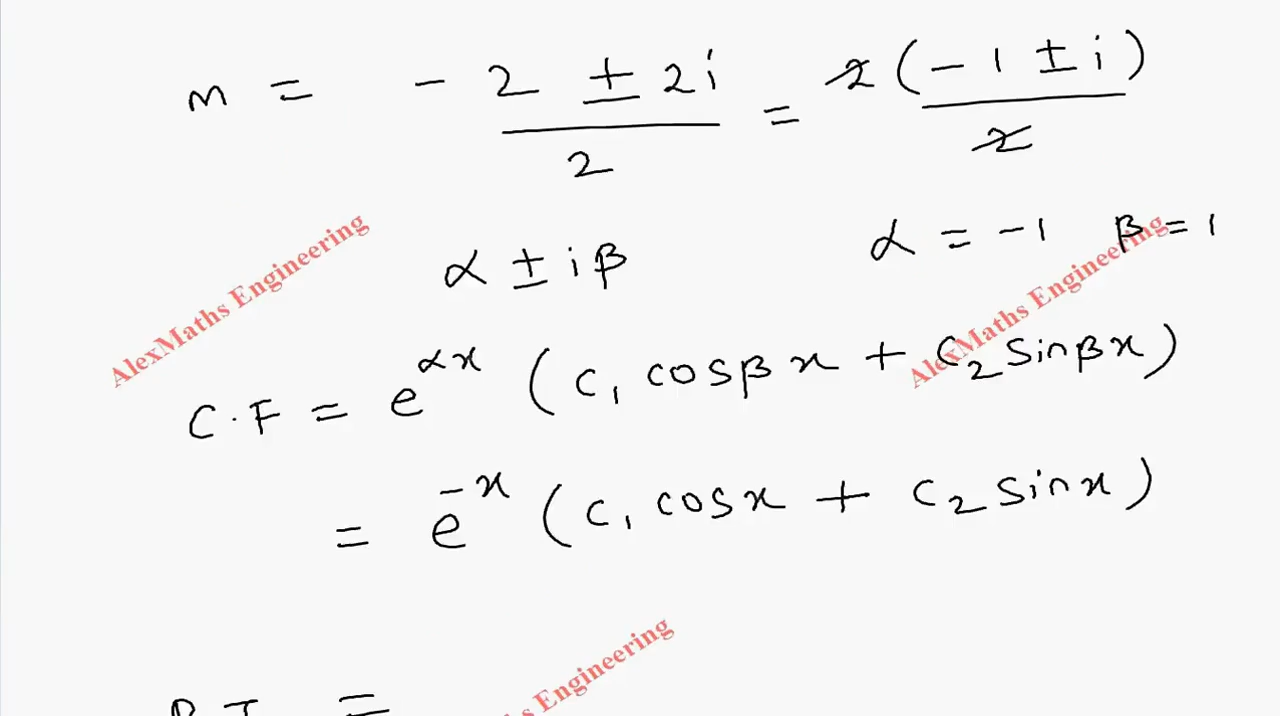 m = -2 ± 2i / 2 = 2(-1 ± i) / 2
α ± iβ α = -1 β = 1
C.F = e^αx (C₁ cosβx + C₂ sinβx)
= e^-x (C₁ cosx + C₂ sinx)
P.I =
AlexMaths Engineering
AlexMaths Engineering
Engineering